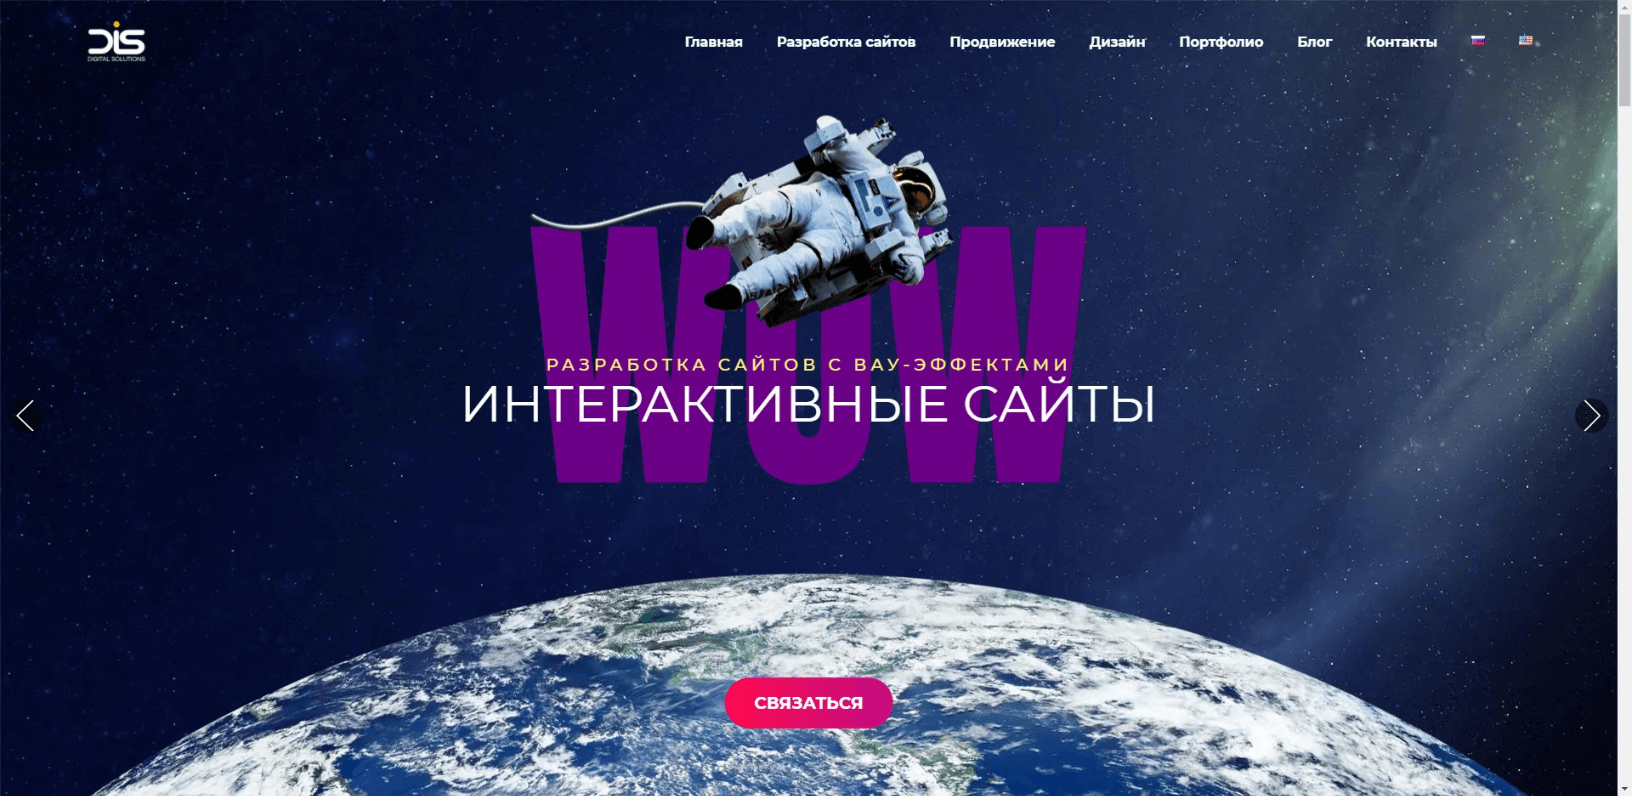 DIS
DIGITAL SOLUTIONS
Главная Разработка сайтов Продвижение Дизайн Портфолио Блог Контакты
WOW
РАЗРАБОТКА САЙТОВ С ВАУ-ЭФФЕКТАМИ
ИНТЕРАКТИВНЫЕ САЙТЫ
СВЯЗАТЬСЯ